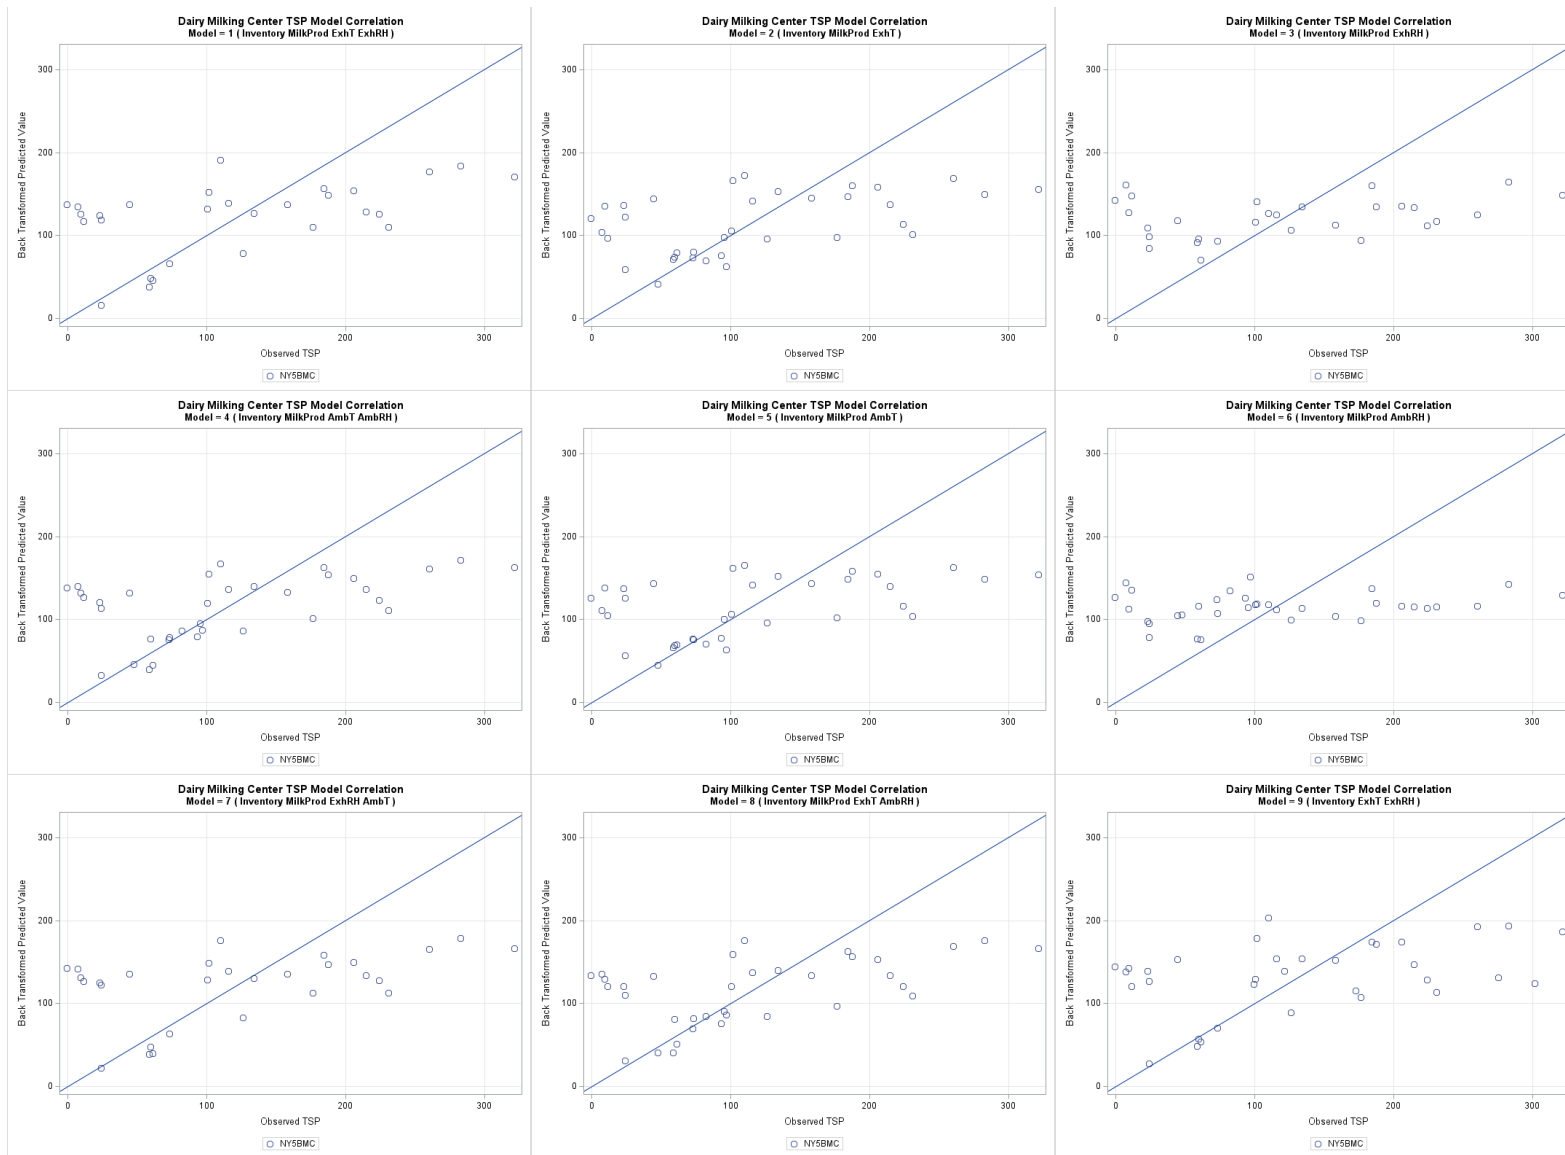 Dairy Milking Center TSP Model Correlation
Model = 1 ( Inventory MilkProd ExhT ExhRH )
Back Transformed Predicted Value
300
200
100
0
0 100 200 300
Observed TSP
NY5BMC
Dairy Milking Center TSP Model Correlation
Model = 2 ( Inventory MilkProd ExhT )
Back Transformed Predicted Value
300
200
100
0
0 100 200 300
Observed TSP
NY5BMC
Dairy Milking Center TSP Model Correlation
Model = 3 ( Inventory MilkProd ExhRH )
Back Transformed Predicted Value
300
200
100
0
0 100 200 300
Observed TSP
NY5BMC
Dairy Milking Center TSP Model Correlation
Model = 4 ( Inventory MilkProd AmbT AmbRH )
Back Transformed Predicted Value
300
200
100
0
0 100 200 300
Observed TSP
NY5BMC
Dairy Milking Center TSP Model Correlation
Model = 5 ( Inventory MilkProd AmbT )
Back Transformed Predicted Value
300
200
100
0
0 100 200 300
Observed TSP
NY5BMC
Dairy Milking Center TSP Model Correlation
Model = 6 ( Inventory MilkProd AmbRH )
Back Transformed Predicted Value
300
200
100
0
0 100 200 300
Observed TSP
NY5BMC
Dairy Milking Center TSP Model Correlation
Model = 7 ( Inventory MilkProd ExhRH AmbT )
Back Transformed Predicted Value
300
200
100
0
0 100 200 300
Observed TSP
NY5BMC
Dairy Milking Center TSP Model Correlation
Model = 8 ( Inventory MilkProd ExhT AmbRH )
Back Transformed Predicted Value
300
200
100
0
0 100 200 300
Observed TSP
NY5BMC
Dairy Milking Center TSP Model Correlation
Model = 9 ( Inventory ExhT ExhRH )
Back Transformed Predicted Value
300
200
100
0
0 100 200 300
Observed TSP
NY5BMC